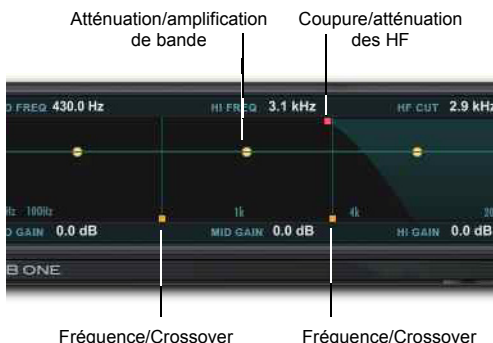 Atténuation/amplification
de bande
Coupure/atténuation
des HF
FREQ 430.0 Hz HI FREQ 3.1 kHz HF CUT 2.9 kHz
Hz 100Hz 1k 4k 20
GAIN 0.0 dB MID GAIN 0.0 dB HI GAIN 0.0 dB
B ONE
Fréquence/Crossover Fréquence/Crossover